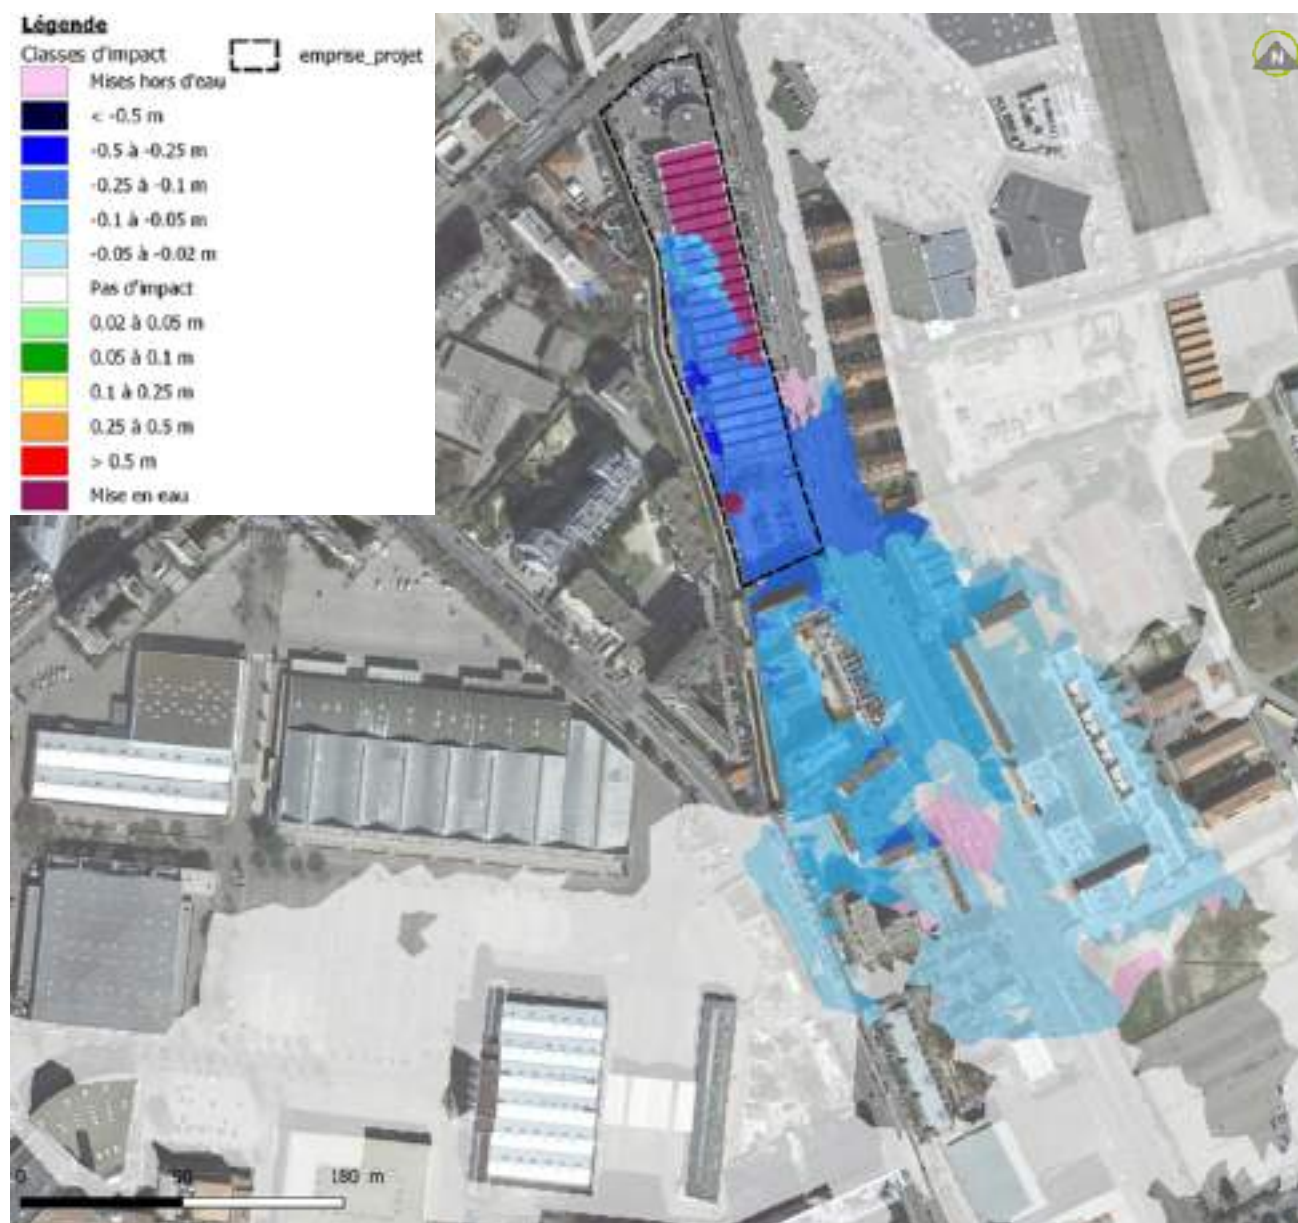 Légende
Classes d'impact
emprise_projet
Mises hors d'eau
< -0.5 m
-0.5 à -0.25 m
-0.25 à -0.1 m
-0.1 à -0.05 m
-0.05 à -0.02 m
Pas d'impact
0.02 à 0.05 m
0.05 à 0.1 m
0.1 à 0.25 m
0.25 à 0.5 m
> 0.5 m
Mise en eau
N
0
90
180 m